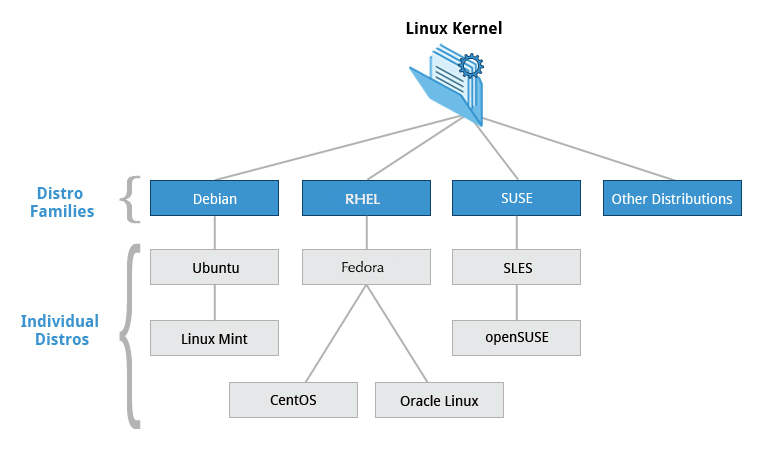 Linux Kernel
Distro
Families
Debian
RHEL
SUSE
Other Distributions
Individual
Distros
Ubuntu
Fedora
SLES
Linux Mint
openSUSE
CentOS
Oracle Linux